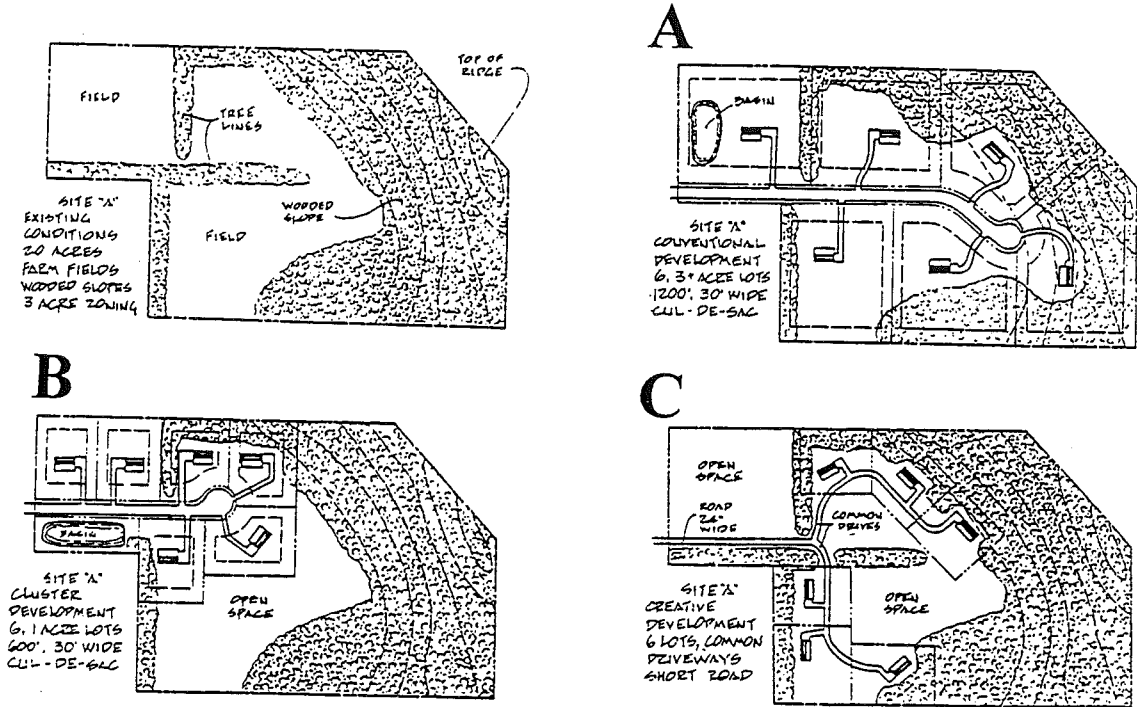 FIELD
TREE
LINES
TOP OF
RIDGE
WOODED
SLOPE
FIELD
SITE "A"
EXISTING
CONDITIONS
20 ACRES
FARM FIELDS
WOODED SLOPES
3 ACRE ZONING
A
BASIN
SITE "A"
CONVENTIONAL
DEVELOPMENT
6, 3+ ACRE LOTS
1200', 30' WIDE
CUL-DE-SAC
B
BASIN
SITE "A"
CLUSTER
DEVELOPMENT
6, 1 ACRE LOTS
600', 30' WIDE
CUL-DE-SAC
OPEN
SPACE
C
OPEN
SPACE
ROAD
WIDE
COMMON
DRIVES
OPEN
SPACE
SITE "A"
CREATIVE
DEVELOPMENT
6 LOTS, COMMON
DRIVEWAYS
SHORT ROAD